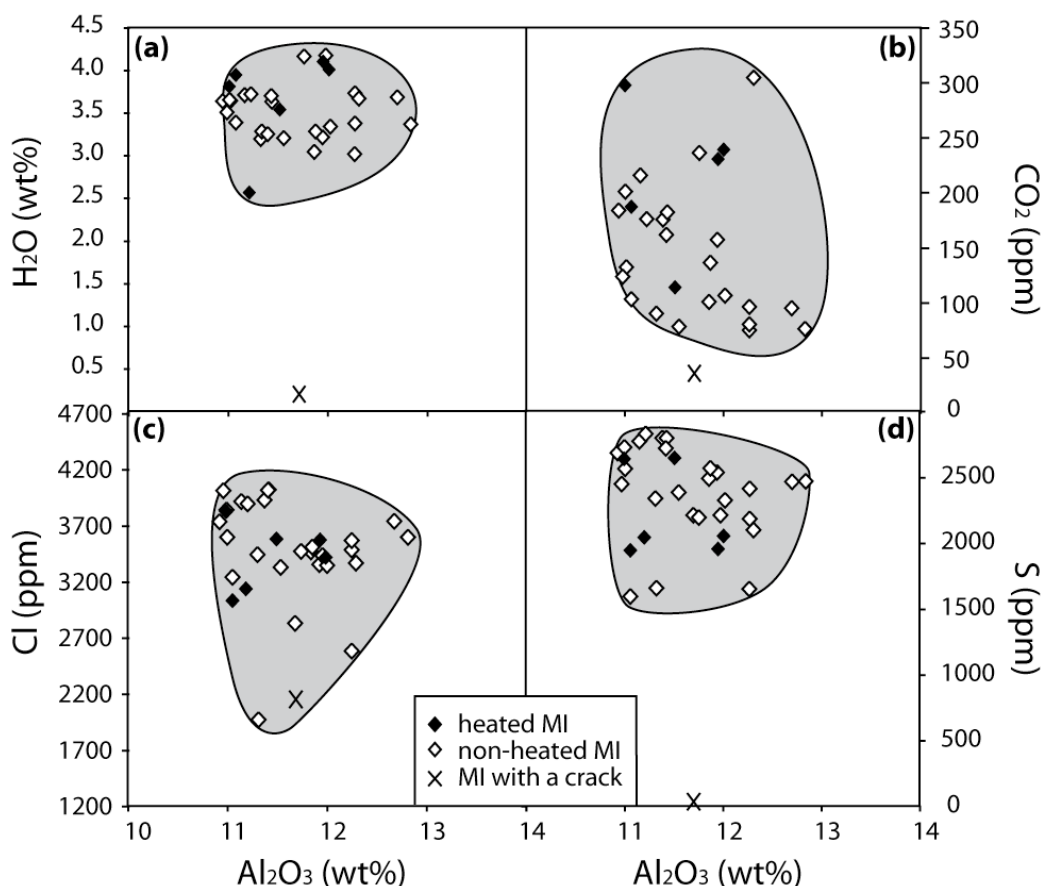 (a)
4.5
4.0
3.5
3.0
2.5
2.0
1.5
1.0
0.5
H₂O (wt%)
(b)
350
300
250
200
150
100
50
0
CO₂ (ppm)
(c)
4700
4200
3700
3200
2700
2200
1700
1200
Cl (ppm)
(d)
2500
2000
1500
1000
500
0
S (ppm)
heated MI
non-heated MI
MI with a crack
10 11 12 13 14 11 12 13 14
Al₂O₃ (wt%) Al₂O₃ (wt%)